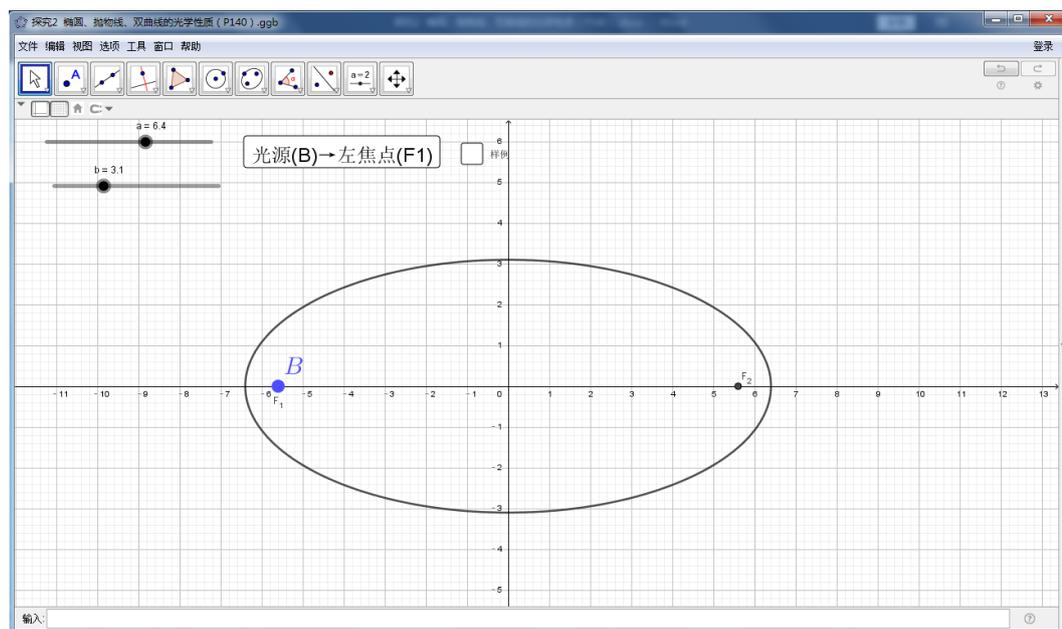 探究2 椭圆、抛物线、双曲线的光学性质（P140）.ggb
文件 编辑 视图 选项 工具 窗口 帮助
登录
A
α
a=2
a = 6.4
b = 3.1
光源(B)→左焦点(F1)
样例
6
5
4
3
2
1
B
F₁
F₂
-11 -10 -9 -8 -7 -6 -5 -4 -3 -2 -1 0 1 2 3 4 5 6 7 8 9 10 11 12 13
-1
-2
-3
-4
-5
输入: